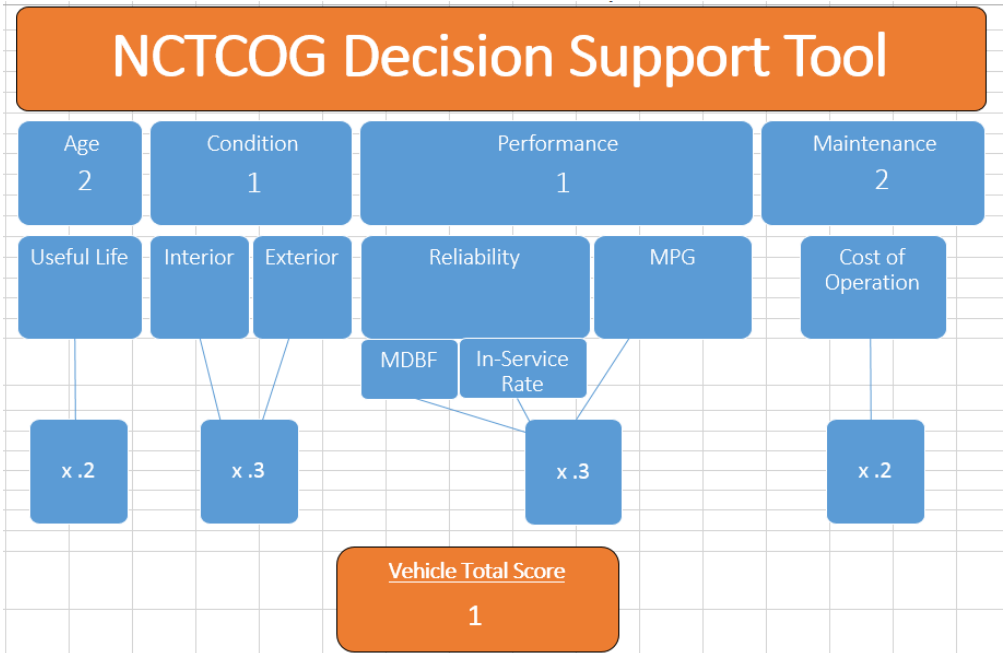 NCTCOG Decision Support Tool
Age
2
Condition
1
Performance
1
Maintenance
2
Useful Life
Interior
Exterior
Reliability
MPG
Cost of
Operation
MDBF
In-Service
Rate
x .2
x .3
x .3
x .2
Vehicle Total Score
1